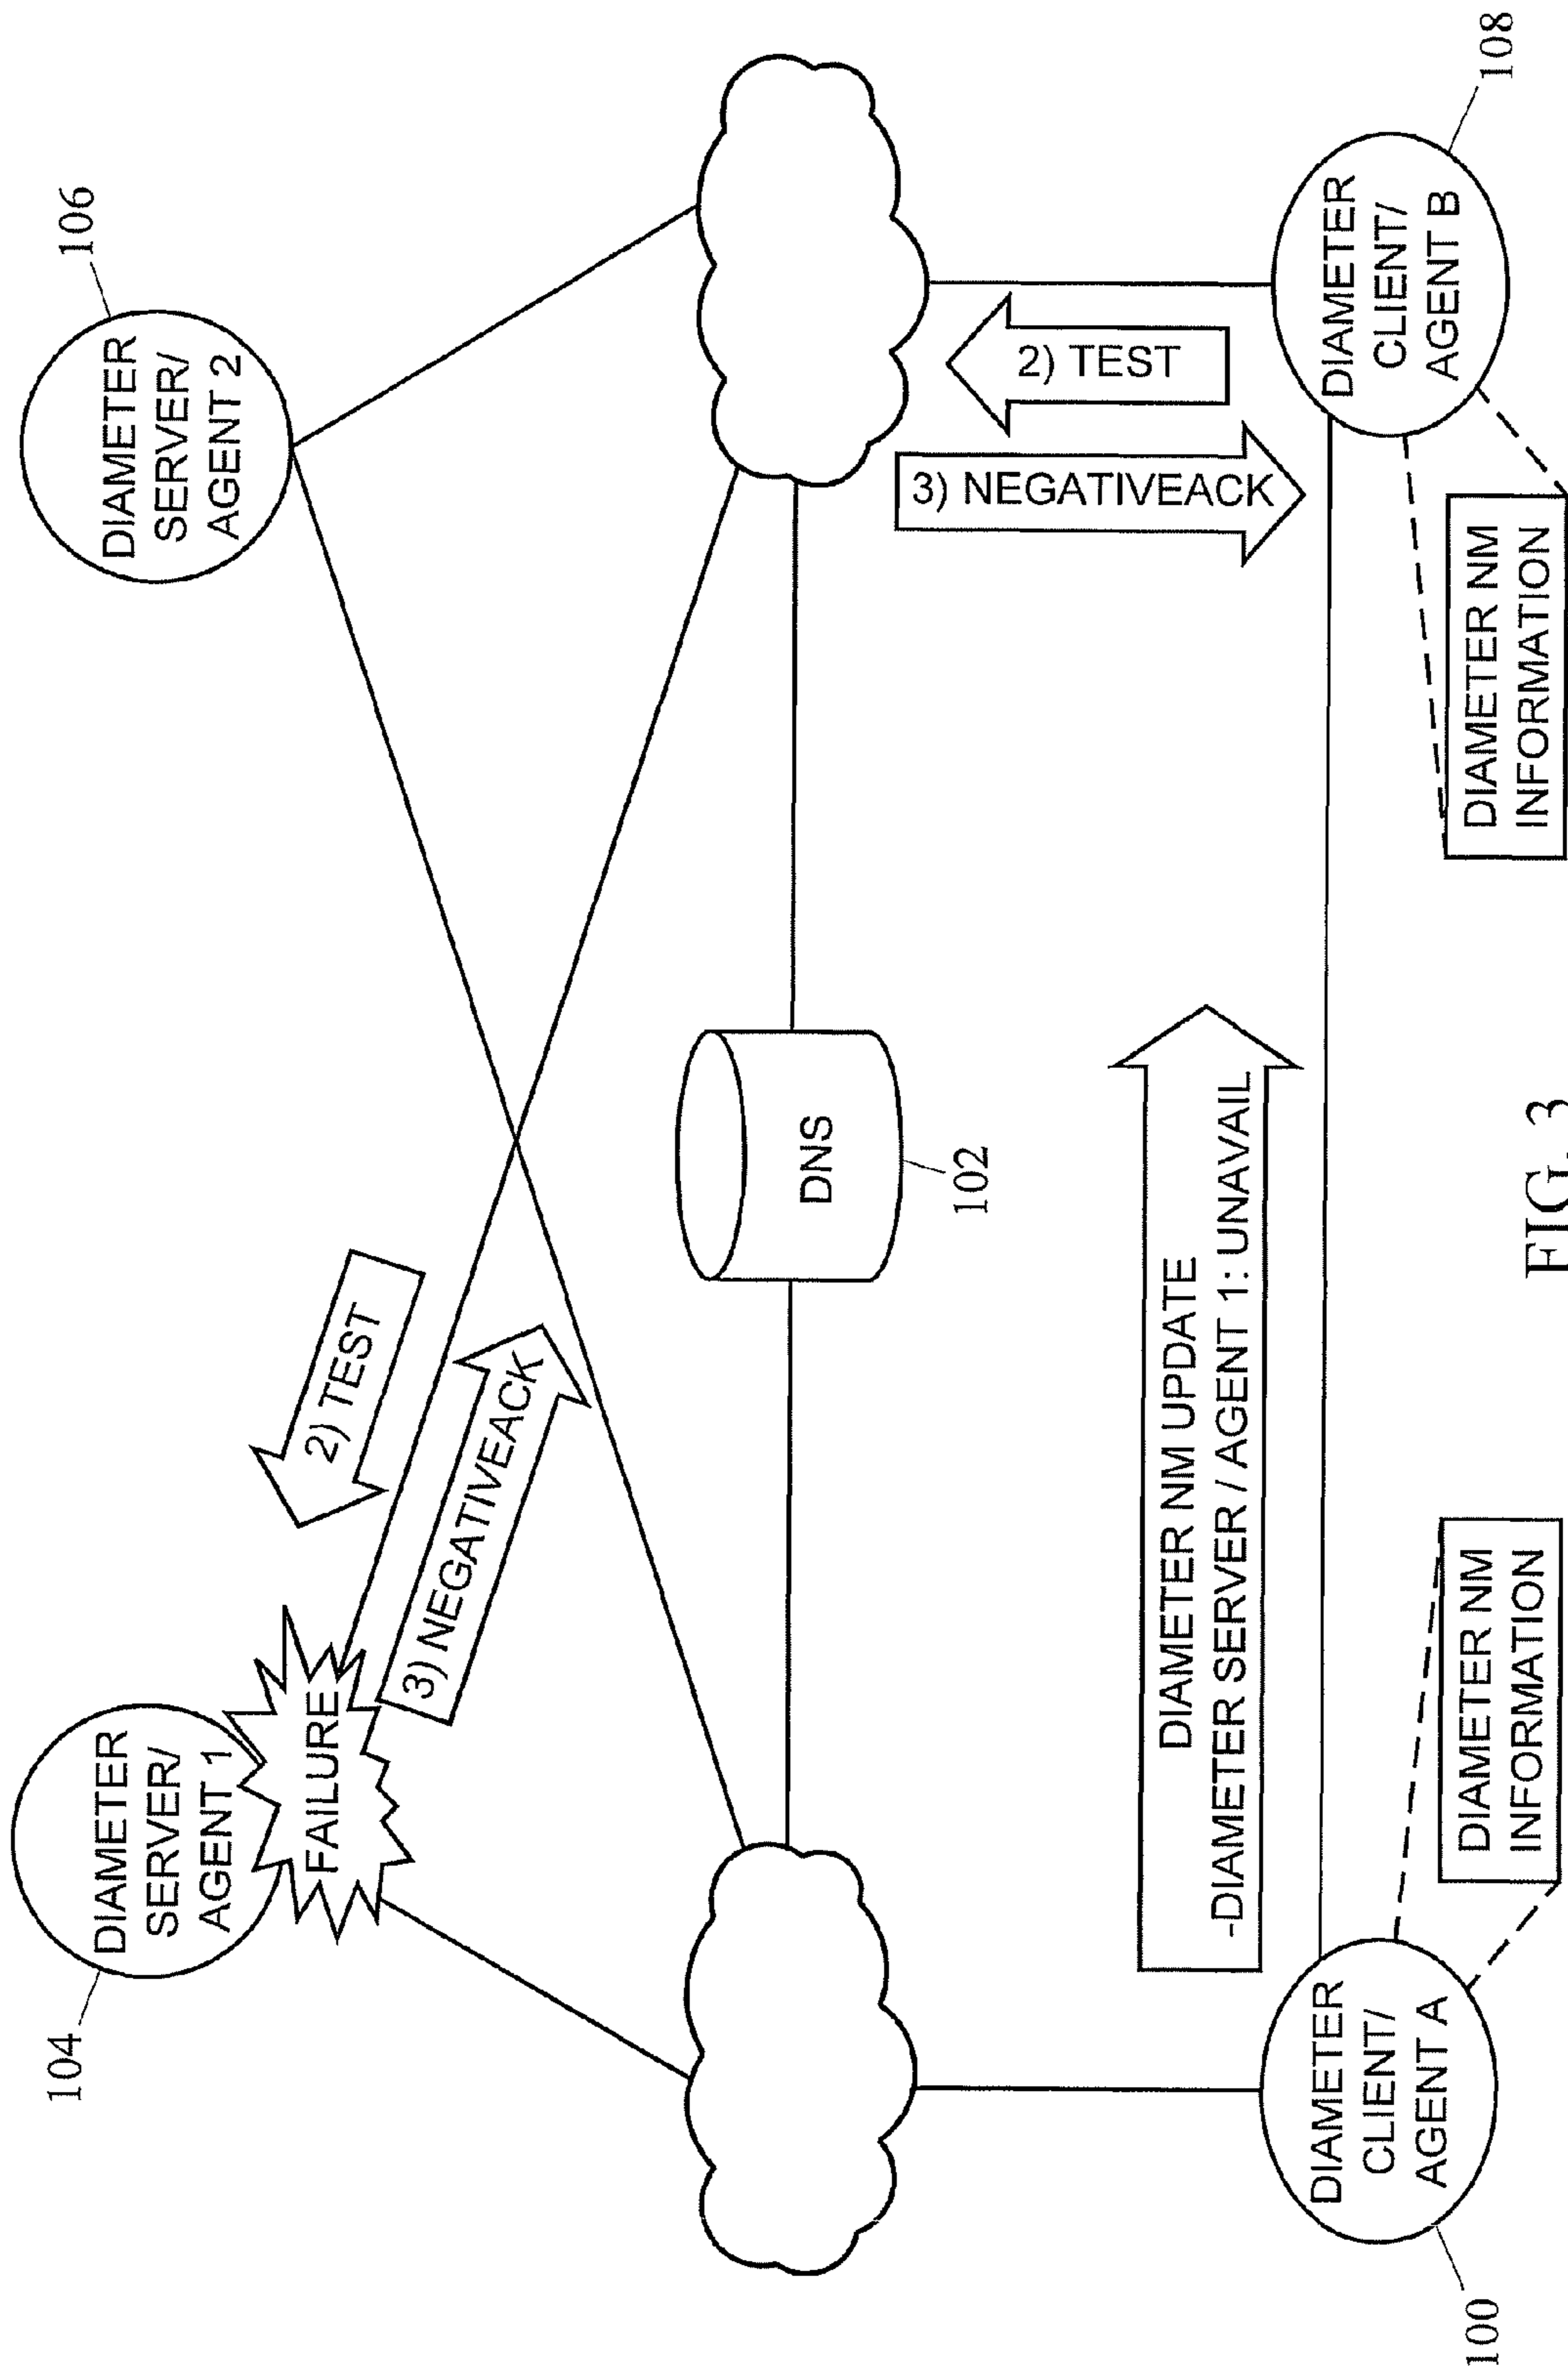 104
DIAMETER
SERVER/
AGENT 1
FAILURE
106
DIAMETER
SERVER/
AGENT 2
2) TEST
3) NEGATIVEACK
DNS
102
2) TEST
3) NEGATIVEACK
DIAMETER NM UPDATE
-DIAMETER SERVER / AGENT 1: UNAVAIL
DIAMETER
CLIENT/
AGENT A
100
DIAMETER NM
INFORMATION
DIAMETER
CLIENT/
AGENT B
108
DIAMETER NM
INFORMATION
FIG. 3